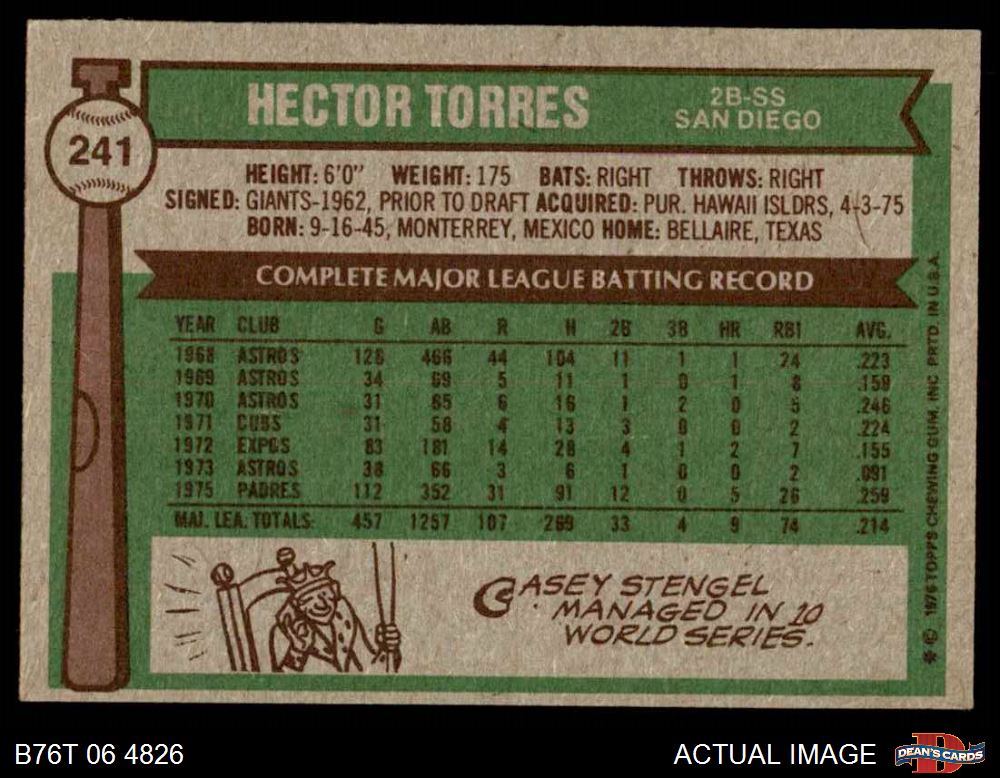 241
HECTOR TORRES
2B-SS
SAN DIEGO
HEIGHT: 6'0" WEIGHT: 175 BATS: RIGHT THROWS: RIGHT
SIGNED: GIANTS-1962, PRIOR TO DRAFT ACQUIRED: PUR. HAWAII ISLDRS, 4-3-75
BORN: 9-16-45, MONTERREY, MEXICO HOME: BELLAIRE, TEXAS
COMPLETE MAJOR LEAGUE BATTING RECORD
YEAR CLUB G AB R H 2B 3B HR RBI AVG.
1968 ASTROS 128 466 44 104 11 1 1 24 .223
1969 ASTROS 34 69 5 11 1 0 1 8 .159
1970 ASTROS 31 65 6 16 1 2 0 5 .246
1971 CUBS 31 58 4 13 3 0 0 2 .224
1972 EXPOS 83 181 14 28 4 1 2 7 .155
1973 ASTROS 38 66 3 6 1 0 0 2 .091
1975 PADRES 112 352 31 91 12 0 5 26 .259
MAJ. LEA. TOTALS 457 1257 107 269 33 4 9 74 .214
CASEY STENGEL
MANAGED IN 10
WORLD SERIES.
* © 1976 TOPPS CHEWING GUM, INC. PRTD. IN U.S.A.
B76T 06 4826
ACTUAL IMAGE
D
DEAN'S CARDS